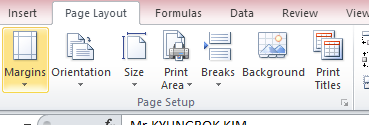 Insert Page Layout Formulas Data Review View
Margins Orientation Size Print Area Breaks Background Print Titles
Page Setup
Mr KYUNGBOK KIM